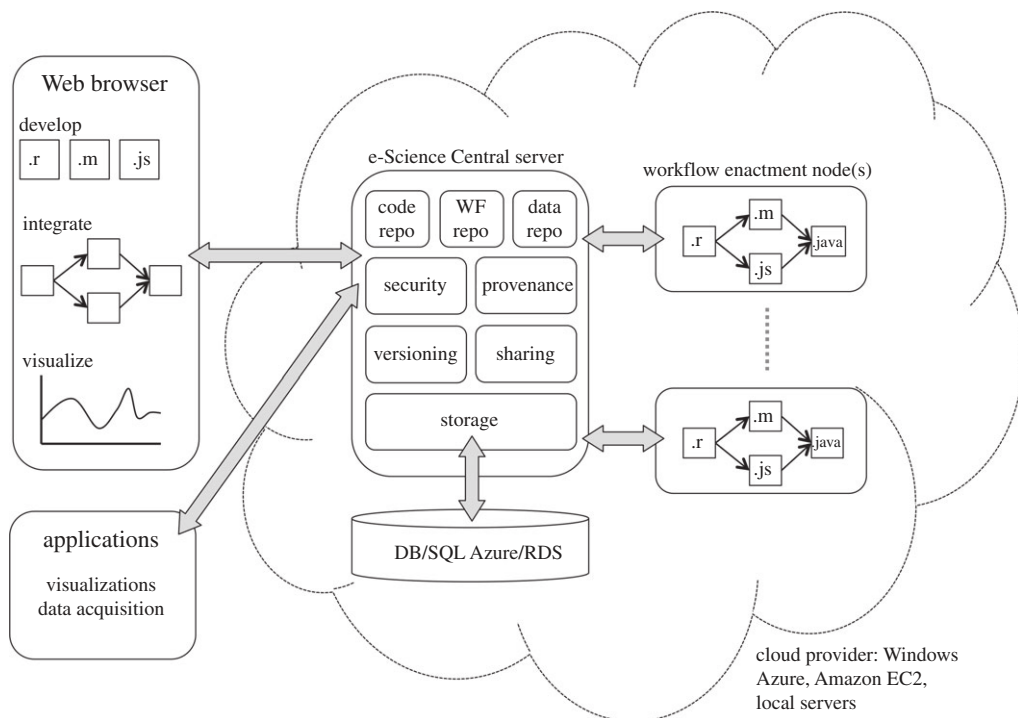 Web browser
develop
.r .m .js
integrate
visualize
applications
visualizations
data acquisition
e-Science Central server
code
repo
WF
repo
data
repo
security
provenance
versioning
sharing
storage
DB/SQL Azure/RDS
workflow enactment node(s)
.r
.m
.js
.java
.r
.m
.js
.java
cloud provider: Windows
Azure, Amazon EC2,
local servers